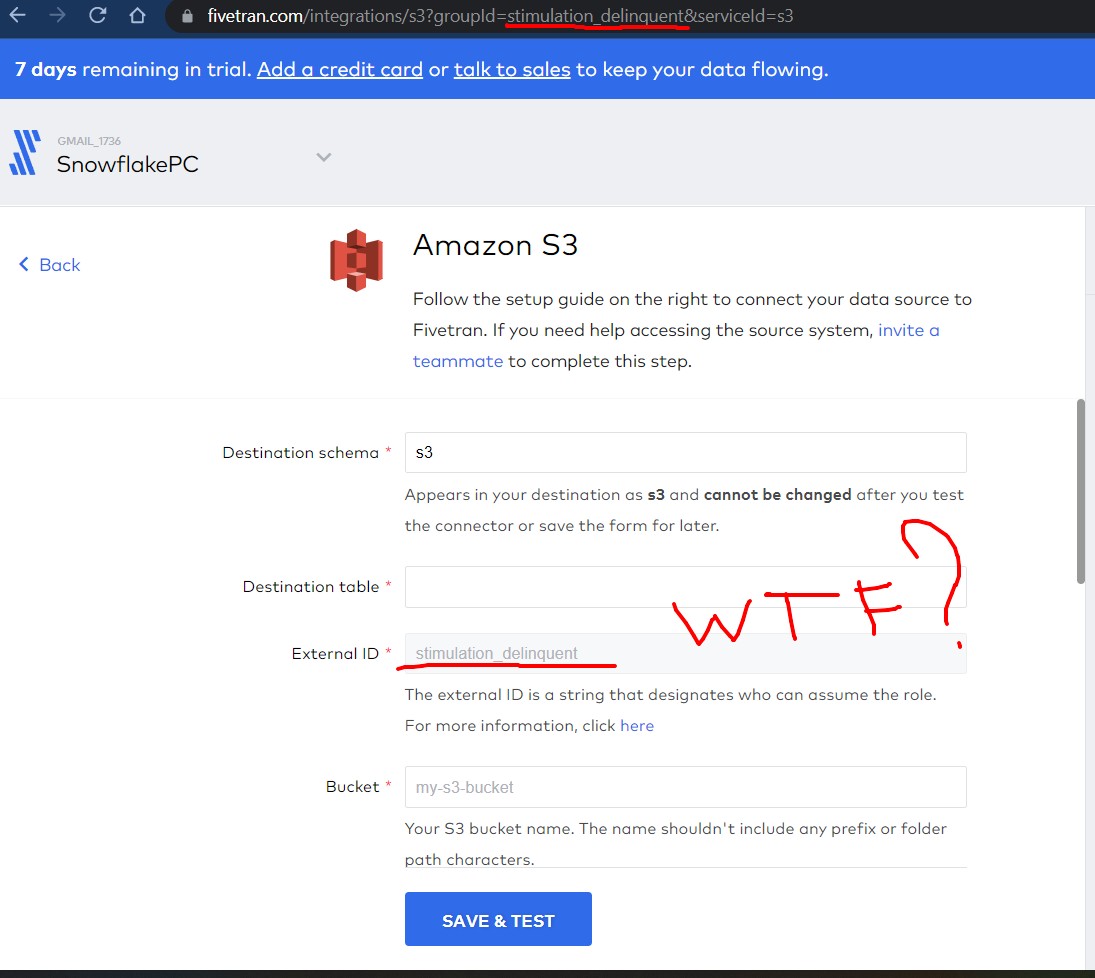 fivetran.com/integrations/s3?groupId=stimulation_delinquent&serviceId=s3
7 days remaining in trial. Add a credit card or talk to sales to keep your data flowing.
GMAIL_1736
SnowflakePC
Back
Amazon S3
Follow the setup guide on the right to connect your data source to
Fivetran. If you need help accessing the source system, invite a
teammate to complete this step.
Destination schema *
s3
Appears in your destination as s3 and cannot be changed after you test
the connector or save the form for later.
Destination table *
WTF?
External ID *
stimulation_delinquent
The external ID is a string that designates who can assume the role.
For more information, click here
Bucket *
my-s3-bucket
Your S3 bucket name. The name shouldn't include any prefix or folder
path characters.
SAVE & TEST